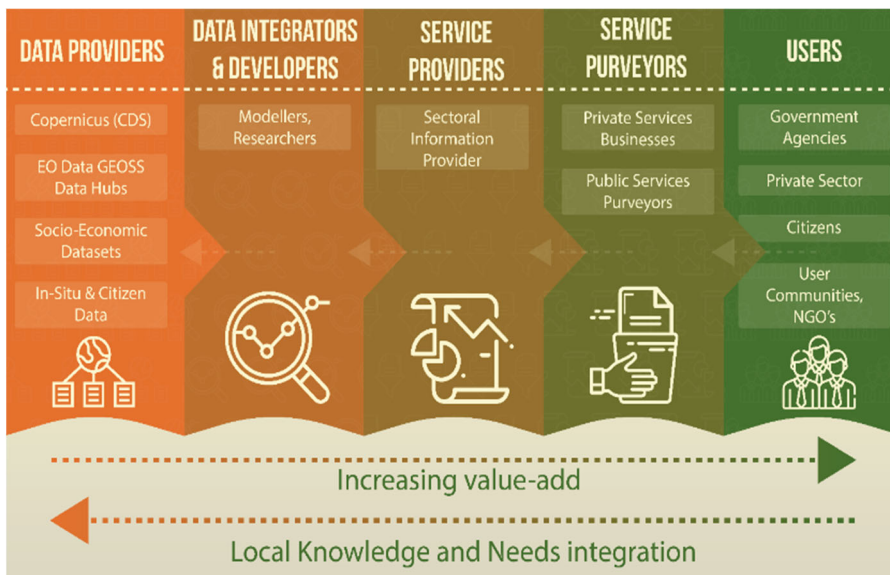 DATA PROVIDERS
Copernicus (CDS)
EO Data GEOSS
Data Hubs
Socio-Economic
Datasets
In-Situ & Citizen
Data
DATA INTEGRATORS
& DEVELOPERS
Modellers,
Researchers
SERVICE
PROVIDERS
Sectoral
Information
Provider
SERVICE
PURVEYORS
Private Services
Businesses
Public Services
Purveyors
USERS
Government
Agencies
Private Sector
Citizens
User
Communities,
NGO's
Increasing value-add
Local Knowledge and Needs integration